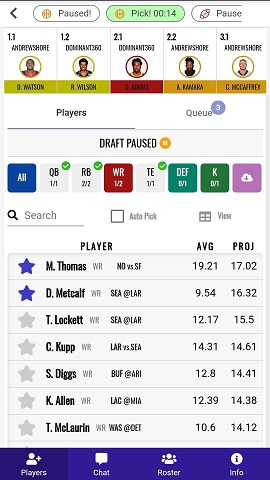 Paused!
Pick! 00:14
Pause
1.1
ANDREWSHORE
D. WATSON
1.2
DOMINANT360
R. WILSON
2.1
DOMINANT360
D. ADAMS
2.2
ANDREWSHORE
A. KAMARA
3.1
ANDREWSHORE
C. MCCAFFREY
Players
Queue 3
DRAFT PAUSED
All
QB 1/1
RB 2/2
WR 1/2
TE 1/1
DEF 0/1
K 0/1
Search
Auto Pick
View
PLAYER AVG PROJ
M. Thomas WR NO vs.SF 19.21 17.02
D. Metcalf WR SEA @LAR 9.54 16.32
T. Lockett WR SEA @LAR 12.17 15.5
C. Kupp WR LAR vs.SEA 14.31 14.61
S. Diggs WR BUF @ARI 12.8 14.41
K. Allen WR LAC @MIA 12.39 14.38
T. McLaurin WR WAS @DET 10.6 14.12
Players
Chat
Roster
Info